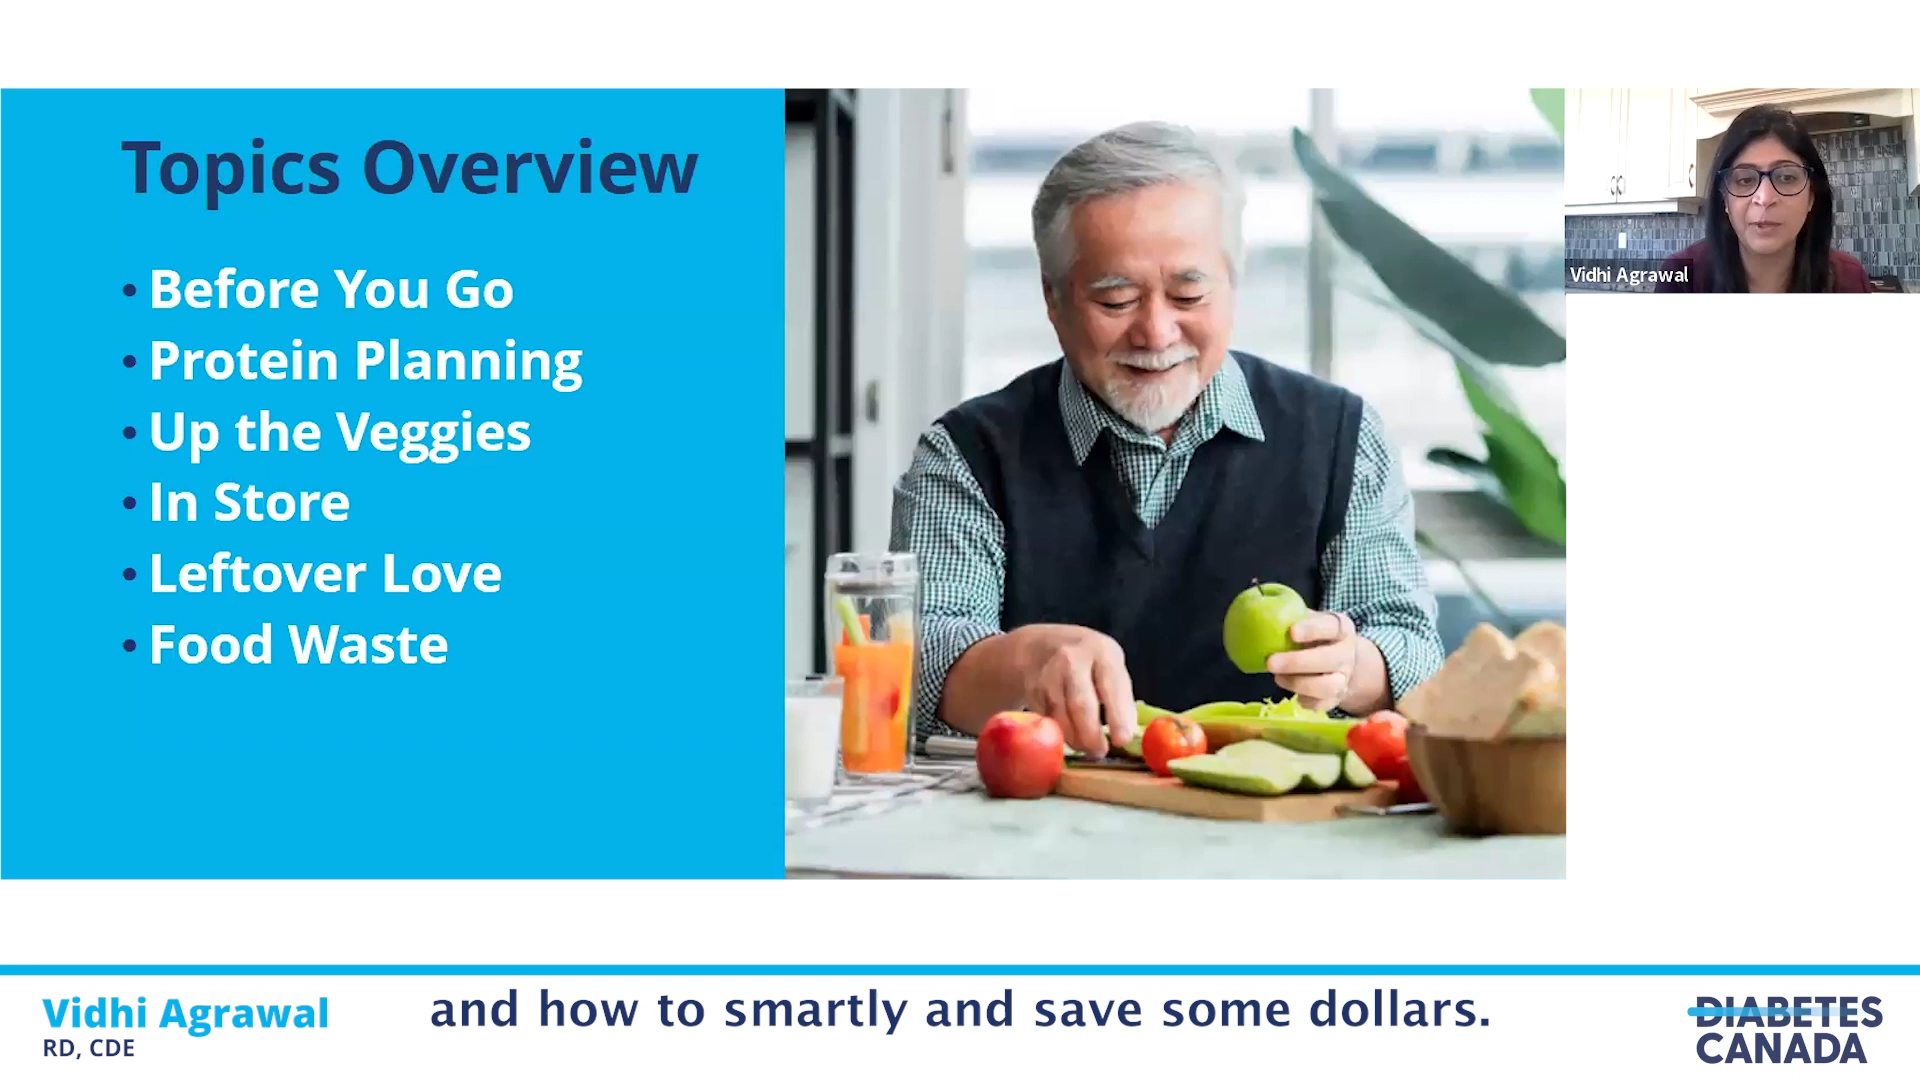 Topics Overview
• Before You Go
• Protein Planning
• Up the Veggies
• In Store
• Leftover Love
• Food Waste
Vidhi Agrawal
Vidhi Agrawal
RD, CDE
and how to smartly and save some dollars.
DIABETES
CANADA